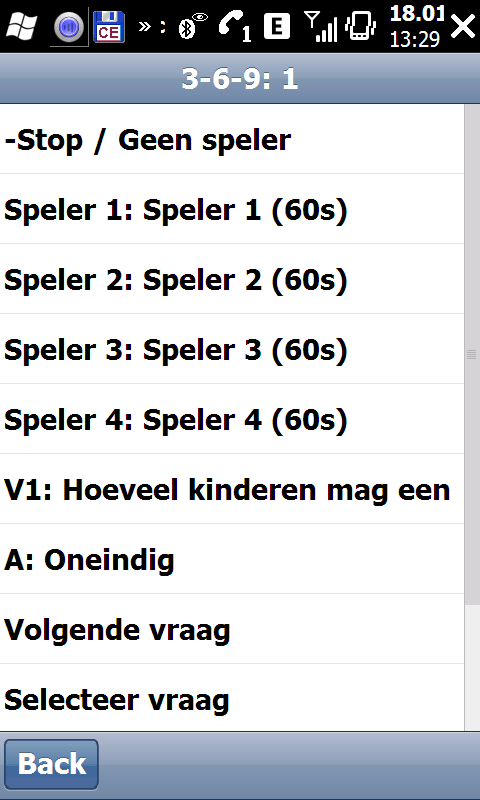 CE » : 1 E 18.01
13:29
3-6-9: 1
-Stop / Geen speler
Speler 1: Speler 1 (60s)
Speler 2: Speler 2 (60s)
Speler 3: Speler 3 (60s)
Speler 4: Speler 4 (60s)
V1: Hoeveel kinderen mag een
A: Oneindig
Volgende vraag
Selecteer vraag
Back